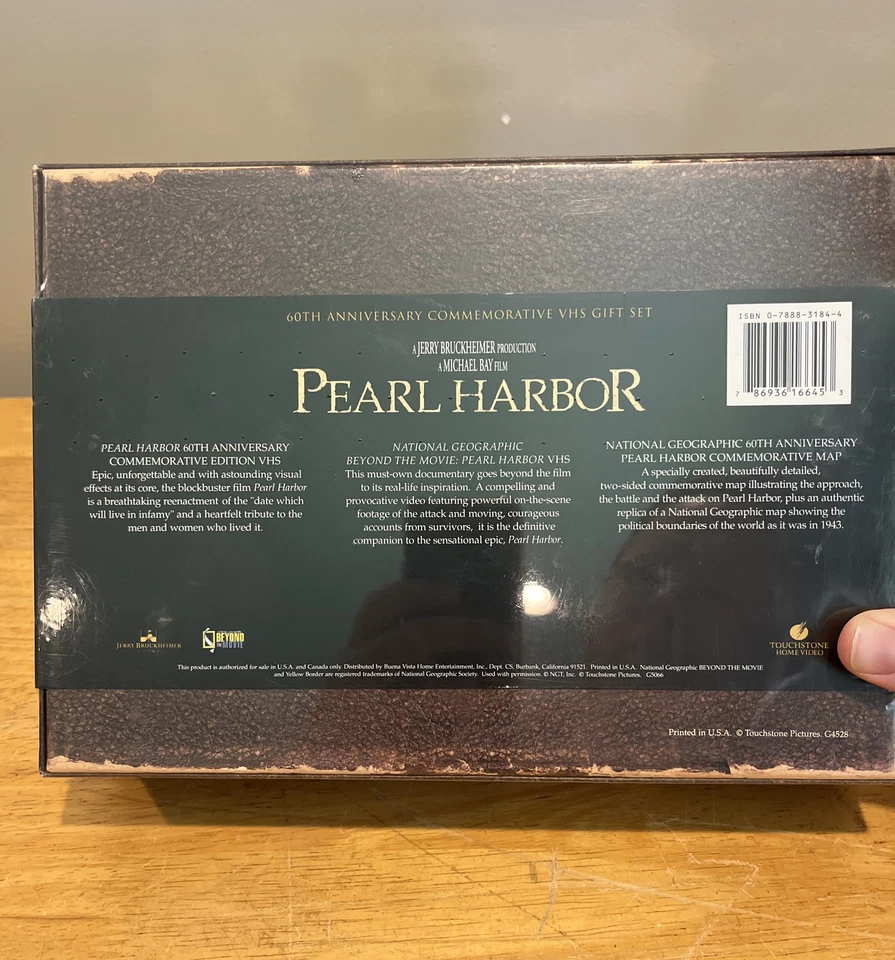 60TH ANNIVERSARY COMMEMORATIVE VHS GIFT SET
ISBN 0-7888-3184-4
A JERRY BRUCKHEIMER PRODUCTION
A MICHAEL BAY FILM
PEARL HARBOR
7 86936 16645 3
PEARL HARBOR 60TH ANNIVERSARY
COMMEMORATIVE EDITION VHS
Epic, unforgettable and with astounding visual
effects at its core, the blockbuster film Pearl Harbor
is a breathtaking reenactment of the "date which
will live in infamy" and a heartfelt tribute to the
men and women who lived it.
NATIONAL GEOGRAPHIC
BEYOND THE MOVIE: PEARL HARBOR VHS
This must-own documentary goes beyond the film
to its real-life inspiration. A compelling and
provocative video featuring powerful on-the-scene
footage of the attack and moving, courageous
accounts from survivors, it is the definitive
companion to the sensational epic, Pearl Harbor.
NATIONAL GEOGRAPHIC 60TH ANNIVERSARY
PEARL HARBOR COMMEMORATIVE MAP
A specially created, beautifully detailed,
two-sided commemorative map illustrating the approach,
the battle and the attack on Pearl Harbor, plus an authentic
replica of a National Geographic map showing the
political boundaries of the world as it was in 1943.
JERRY BRUCKHEIMER
FILMS
BEYOND
THE MOVIE
TOUCHSTONE
HOME VIDEO
This product is authorized for sale in U.S.A. and Canada only. Distributed by Buena Vista Home Entertainment, Inc., Dept. CS, Burbank, California 91521. Printed in U.S.A. National Geographic BEYOND THE MOVIE
and Yellow Border are registered trademarks of National Geographic Society. Used with permission. © NGT, Inc. © Touchstone Pictures. G5066
Printed in U.S.A. © Touchstone Pictures. G4528